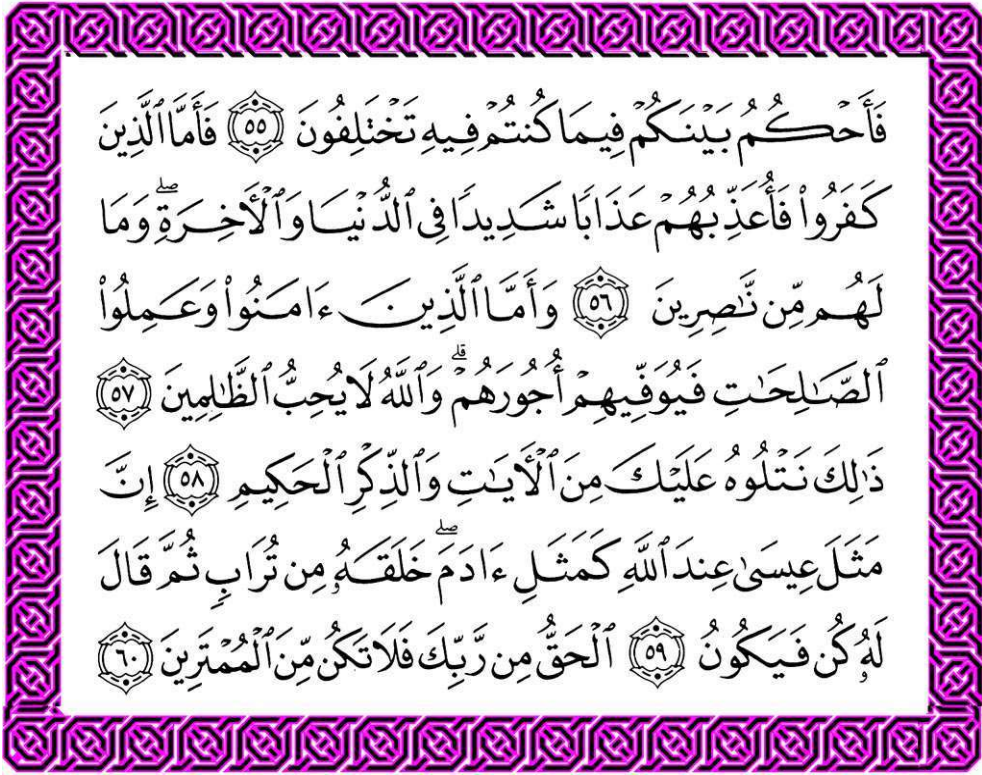 فَأَحْكُمُ بَيْنَكُمْ فِيمَا كُنتُمْ فِيهِ تَخْتَلِفُونَ ٥٥ فَأَمَّا ٱلَّذِينَ
كَفَرُوا۟ فَأُعَذِّبُهُمْ عَذَابًا شَدِيدًا فِى ٱلدُّنْيَا وَٱلْأَخِرَةِۖ وَمَا
لَهُم مِّن نَّـٰصِرِينَ ٥٦ وَأَمَّا ٱلَّذِينَ ءَامَنُوا۟ وَعَمِلُوا۟
ٱلصَّـٰلِحَـٰتِ فَيُوَفِّيهِمْ أُجُورَهُمْۗ وَٱللَّهُ لَا يُحِبُّ ٱلظَّـٰلِمِينَ ٥٧
ذَٰلِكَ نَتْلُوهُ عَلَيْكَ مِنَ ٱلْأَيَـٰتِ وَٱلذِّكْرِ ٱلْحَكِيمِ ٥٨ إِنَّ
مَثَلَ عِيسَىٰ عِندَ ٱللَّهِ كَمَثَلِ ءَادَمَۖ خَلَقَهُۥ مِن تُرَابٍ ثُمَّ قَالَ
لَهُۥ كُن فَيَكُونُ ٥٩ ٱلْحَقُّ مِن رَّبِّكَ فَلَا تَكُن مِّنَ ٱلْمُمْتَرِينَ ٦٠